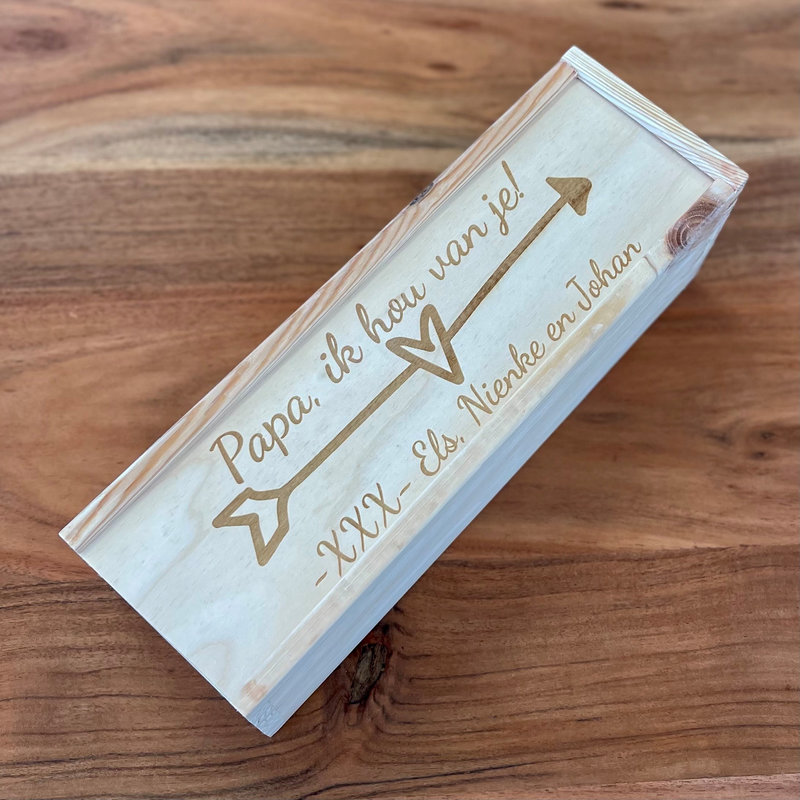 Papa, ik hou van je!
-XXX- Els, Nienke en Johan